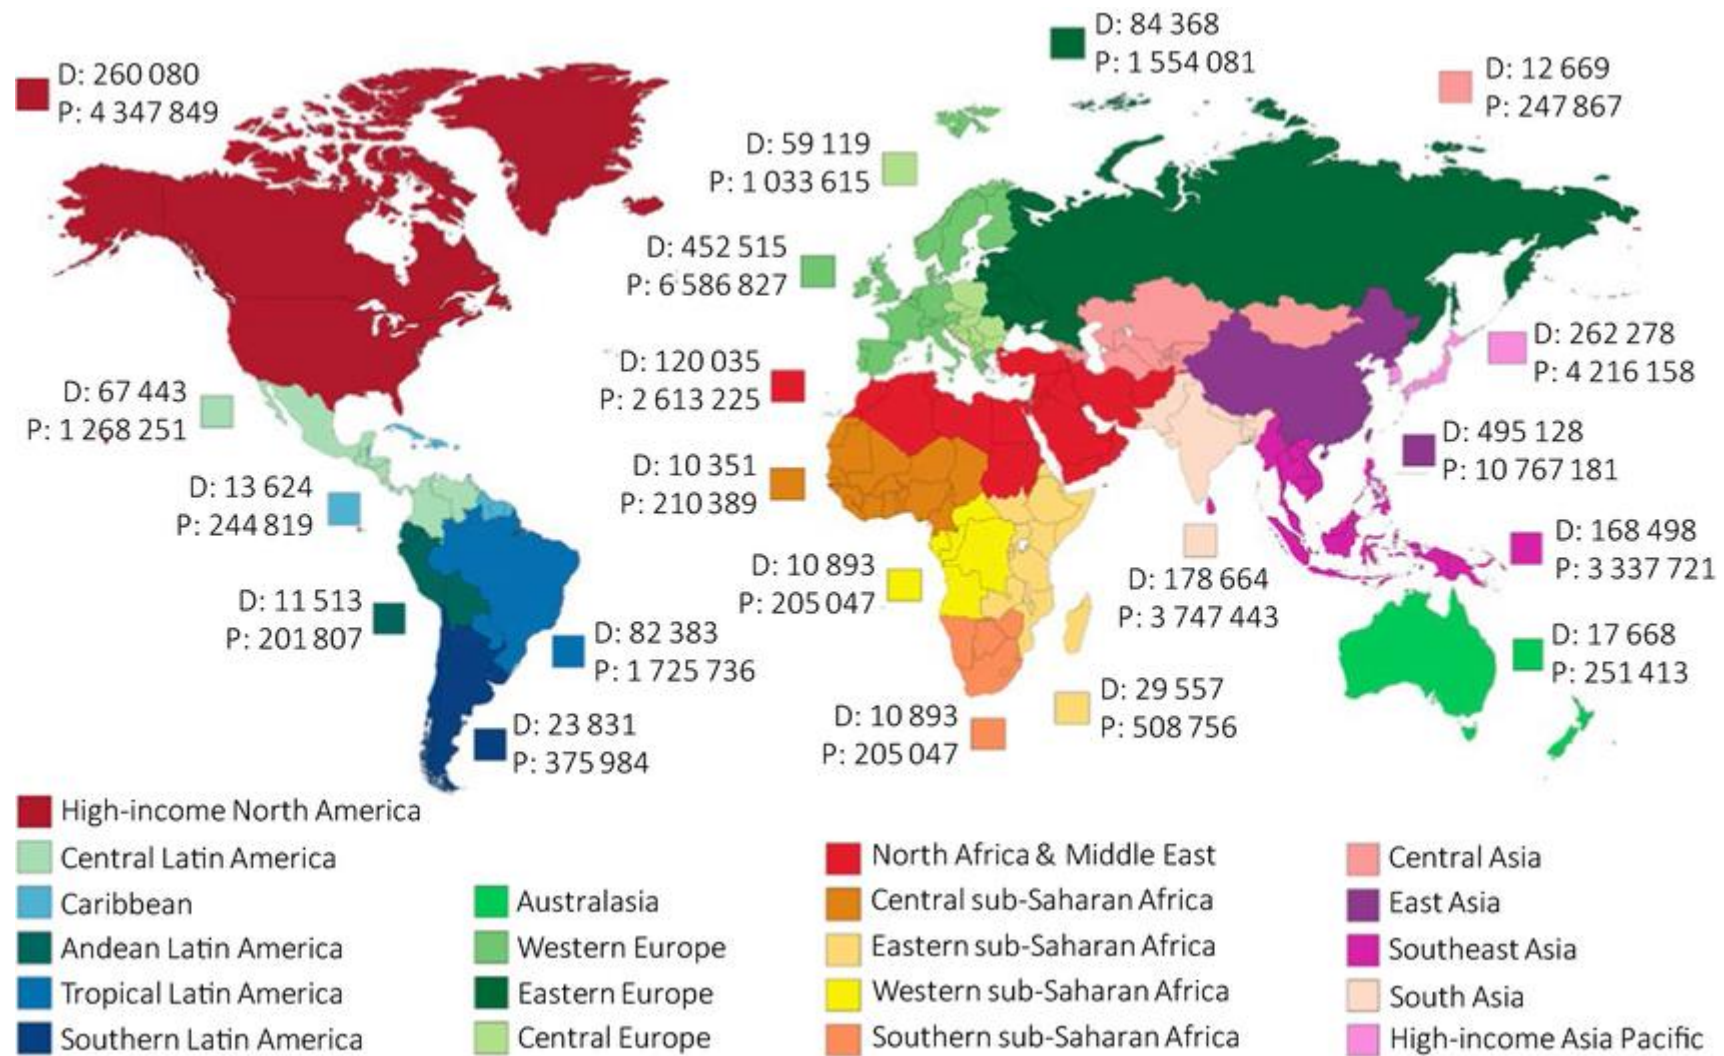 D: 260 080
P: 4 347 849
D: 84 368
P: 1 554 081
D: 12 669
P: 247 867
D: 59 119
P: 1 033 615
D: 452 515
P: 6 586 827
D: 120 035
P: 2 613 225
D: 262 278
P: 4 216 158
D: 67 443
P: 1 268 251
D: 495 128
P: 10 767 181
D: 10 351
P: 210 389
D: 13 624
P: 244 819
D: 168 498
P: 3 337 721
D: 10 893
P: 205 047
D: 178 664
P: 3 747 443
D: 11 513
P: 201 807
D: 82 383
P: 1 725 736
D: 17 668
P: 251 413
D: 29 557
P: 508 756
D: 10 893
P: 205 047
D: 23 831
P: 375 984
High-income North America
Central Latin America
Caribbean
Andean Latin America
Tropical Latin America
Southern Latin America
Australasia
Western Europe
Eastern Europe
Central Europe
North Africa & Middle East
Central sub-Saharan Africa
Eastern sub-Saharan Africa
Western sub-Saharan Africa
Southern sub-Saharan Africa
Central Asia
East Asia
Southeast Asia
South Asia
High-income Asia Pacific